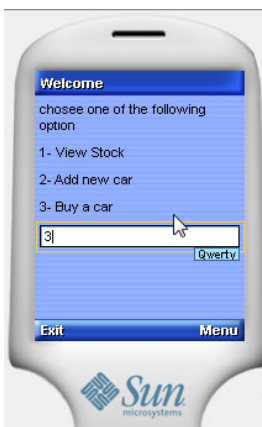 Welcome
chosee one of the following
option
1- View Stock
2- Add new car
3- Buy a car
3
Qwerty
Exit Menu
Sun
microsystems